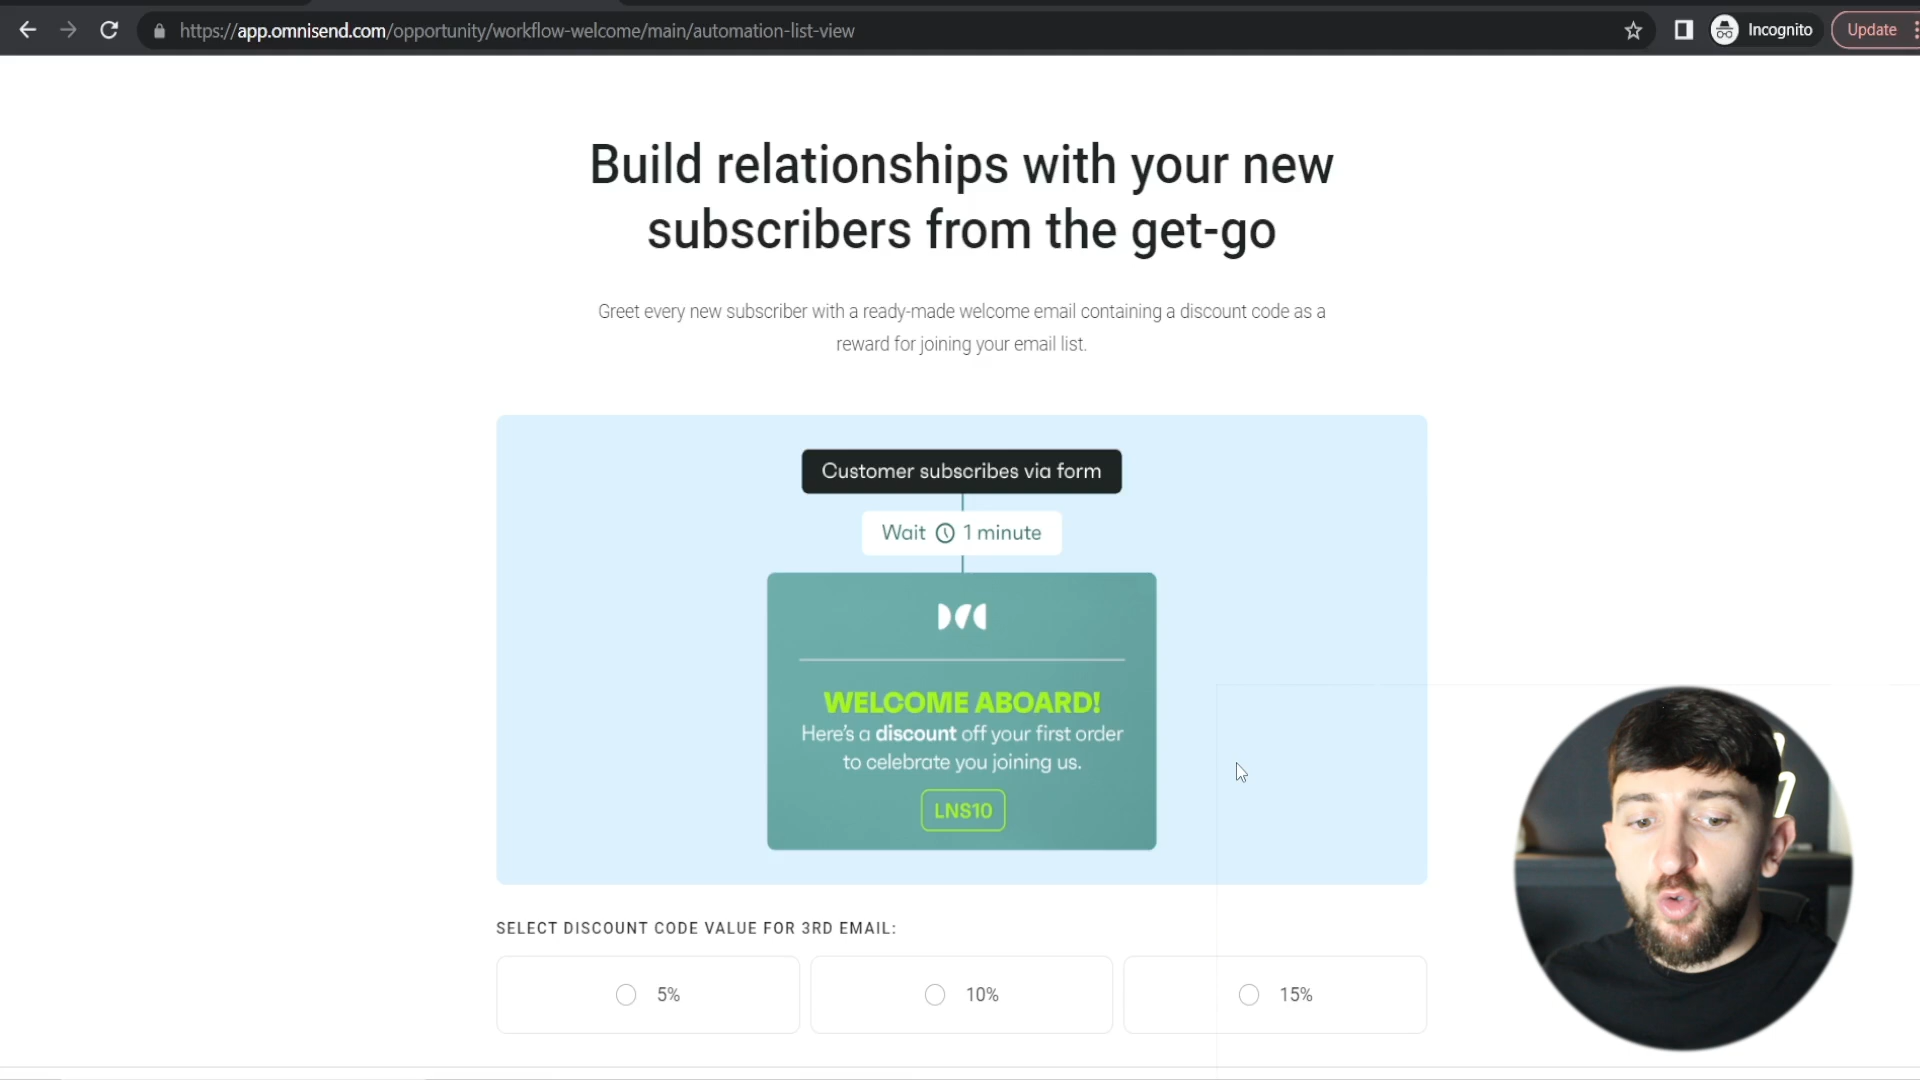 https://app.omnisend.com/opportunity/workflow-welcome/main/automation-list-view
Incognito
Update
Build relationships with your new
subscribers from the get-go
Greet every new subscriber with a ready-made welcome email containing a discount code as a
reward for joining your email list.
Customer subscribes via form
Wait 1 minute
WELCOME ABOARD!
Here's a discount off your first order
to celebrate you joining us.
LNS10
SELECT DISCOUNT CODE VALUE FOR 3RD EMAIL:
5%
10%
15%